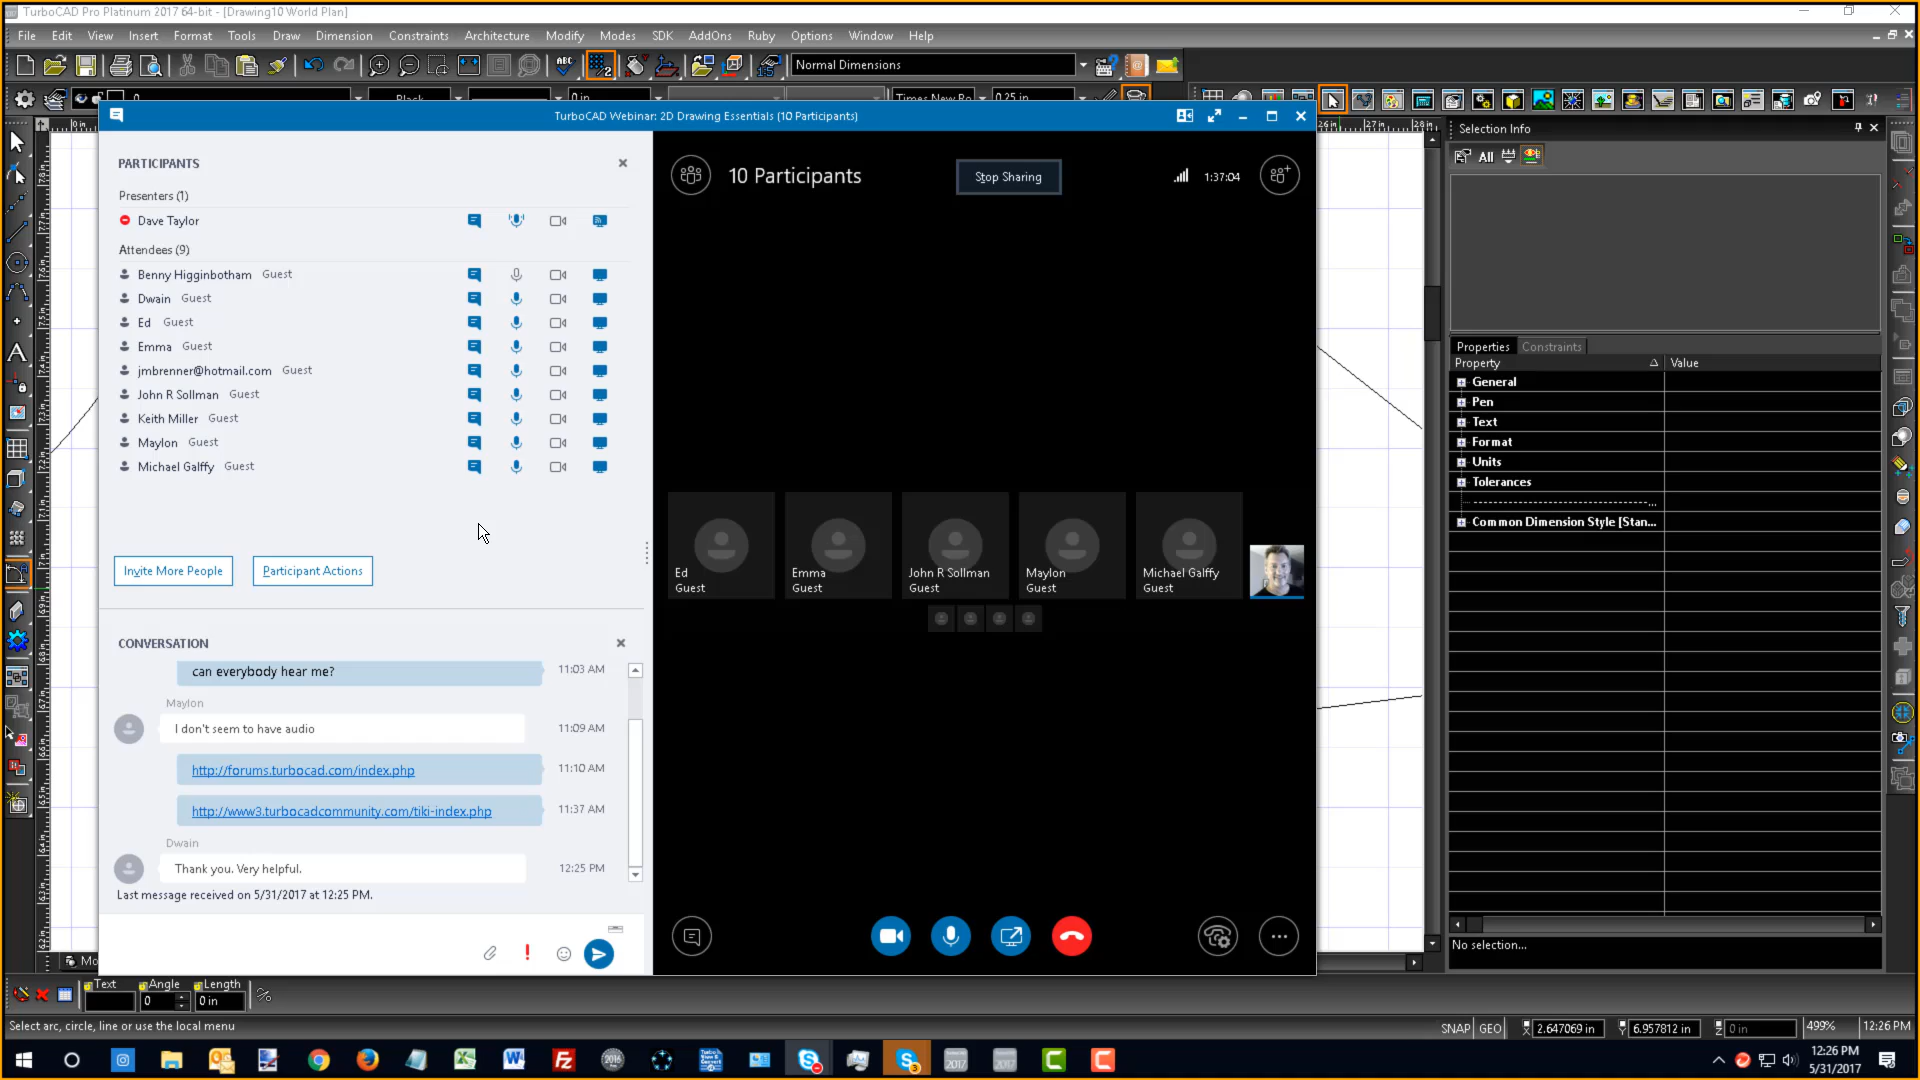 TurboCAD Pro Platinum 2017 64-bit - [Drawing10 World Plan]
File Edit View Insert Format Tools Draw Dimension Constraints Architecture Modify Modes SDK AddOns Ruby Options Window Help
Normal Dimensions
TurboCAD Webinar: 2D Drawing Essentials (10 Participants)
PARTICIPANTS
Presenters (1)
Dave Taylor
Attendees (9)
Benny Higginbotham Guest
Dwain Guest
Ed Guest
Emma Guest
jmbrenner@hotmail.com Guest
John R Sollman Guest
Keith Miller Guest
Maylon Guest
Michael Galffy Guest
Invite More People
Participant Actions
CONVERSATION
can everybody hear me?
11:03 AM
Maylon
I don't seem to have audio
11:09 AM
http://forums.turbocad.com/index.php
11:10 AM
http://www3.turbocadcommunity.com/tiki-index.php
11:37 AM
Dwain
Thank you. Very helpful.
12:25 PM
Last message received on 5/31/2017 at 12:25 PM.
10 Participants
Stop Sharing
1:37:04
Ed
Guest
Emma
Guest
John R Sollman
Guest
Maylon
Guest
Michael Galffy
Guest
Selection Info
All
Properties Constraints
Property Value
General
Pen
Text
Format
Units
Tolerances
Common Dimension Style [Stan...
No selection...
Text Angle Length
0 0 in
Select arc, circle, line or use the local menu
SNAP GEO X 2.647069 in Y 6.957812 in Z 0 in 499% 12:26 PM
12:26 PM
5/31/2017